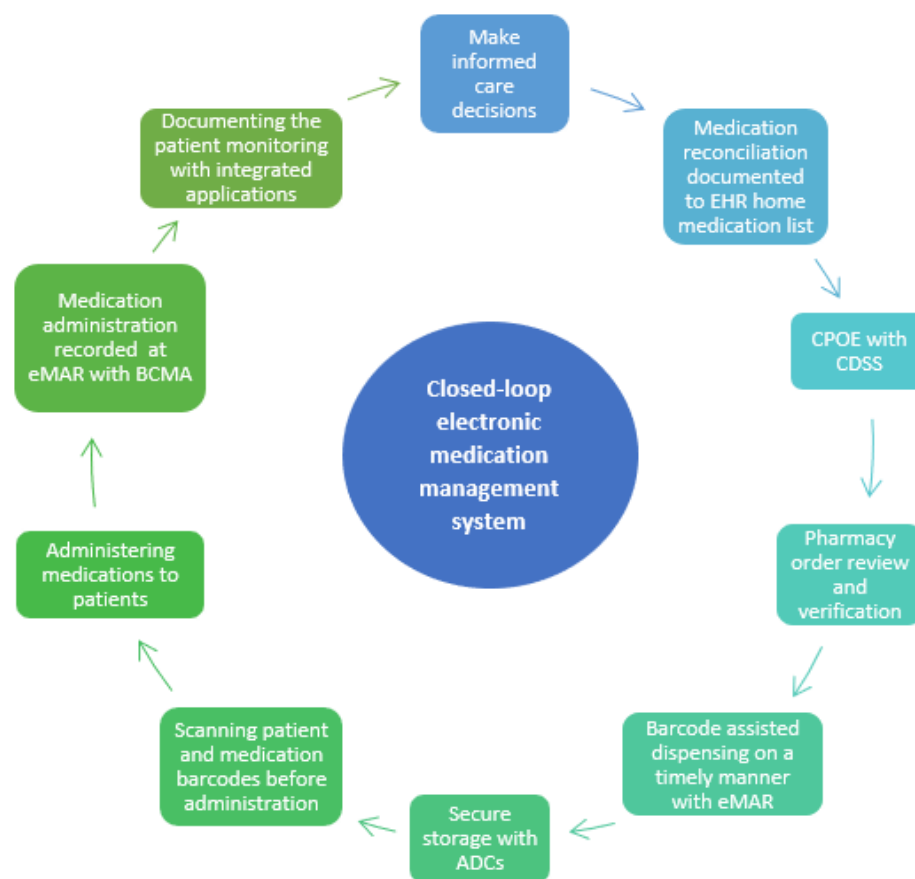 Make
informed
care
decisions
Medication
reconciliation
documented
to EHR home
medication list
CPOE with
CDSS
Pharmacy
order review
and
verification
Barcode assisted
dispensing on a
timely manner
with eMAR
Secure
storage with
ADCs
Scanning patient
and medication
barcodes before
administration
Administering
medications to
patients
Medication
administration
recorded at
eMAR with BCMA
Documenting the
patient monitoring
with integrated
applications
Closed-loop
electronic
medication
management
system